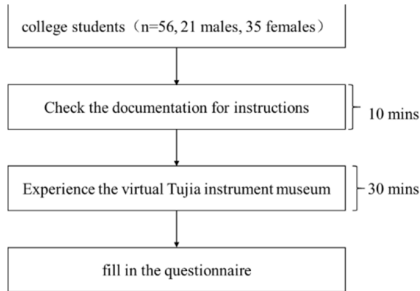 college students（n=56, 21 males, 35 females）
Check the documentation for instructions
10 mins
Experience the virtual Tujia instrument museum
30 mins
fill in the questionnaire